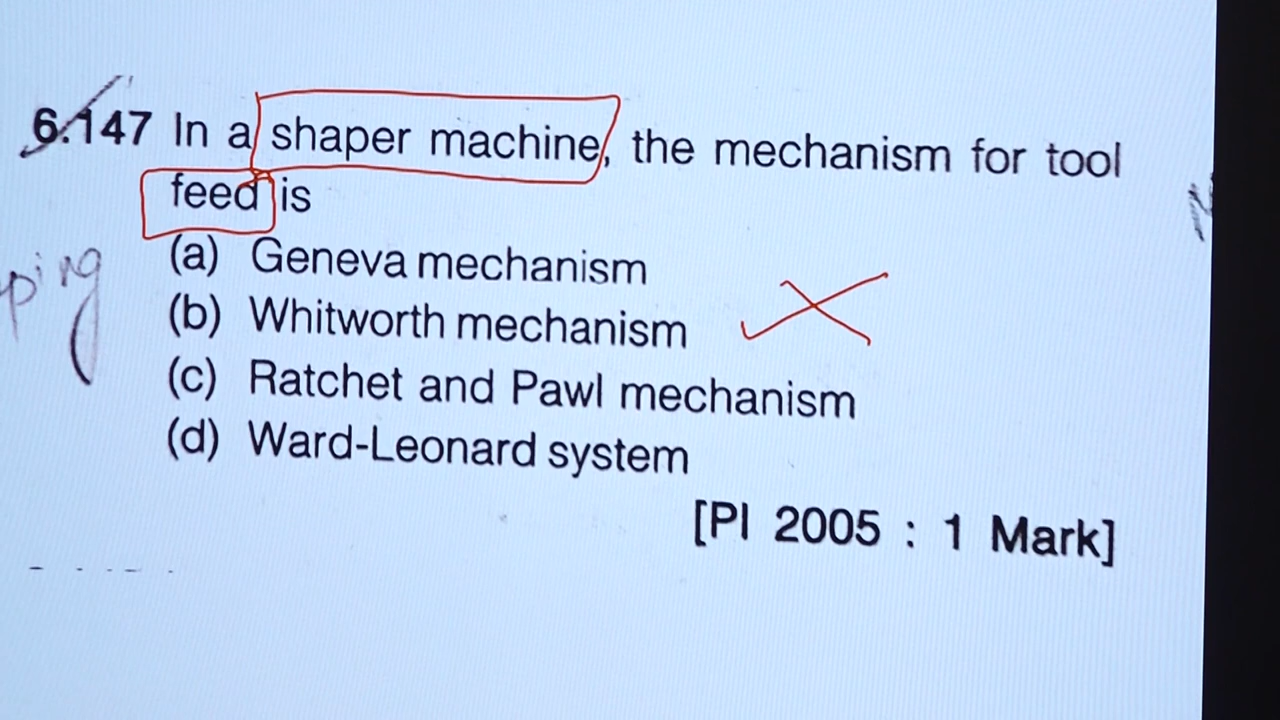 6.147 In a shaper machine, the mechanism for tool
feed is
(a) Geneva mechanism
(b) Whitworth mechanism
(c) Ratchet and Pawl mechanism
(d) Ward-Leonard system
[PI 2005 : 1 Mark]
ping